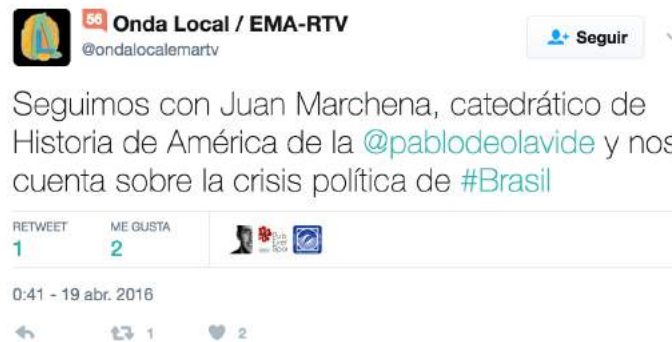 56 Onda Local / EMA-RTV
@ondalocalemartv
Seguir
Seguimos con Juan Marchena, catedrático de
Historia de América de la @pablodeolavide y nos
cuenta sobre la crisis política de #Brasil
RETWEET ME GUSTA
1 2
0:41 - 19 abr. 2016
1 2